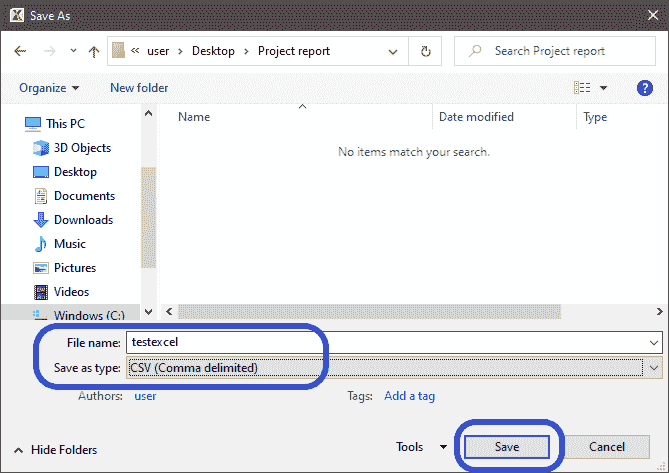 Save As
« user › Desktop › Project report
Search Project report
Organize
New folder
?
Name
Date modified
Type
This PC
3D Objects
Desktop
Documents
Downloads
Music
Pictures
Videos
Windows (C:)
No items match your search.
File name: testexcel
Save as type: CSV (Comma delimited)
Authors: user
Tags: Add a tag
Hide Folders
Tools
Save
Cancel